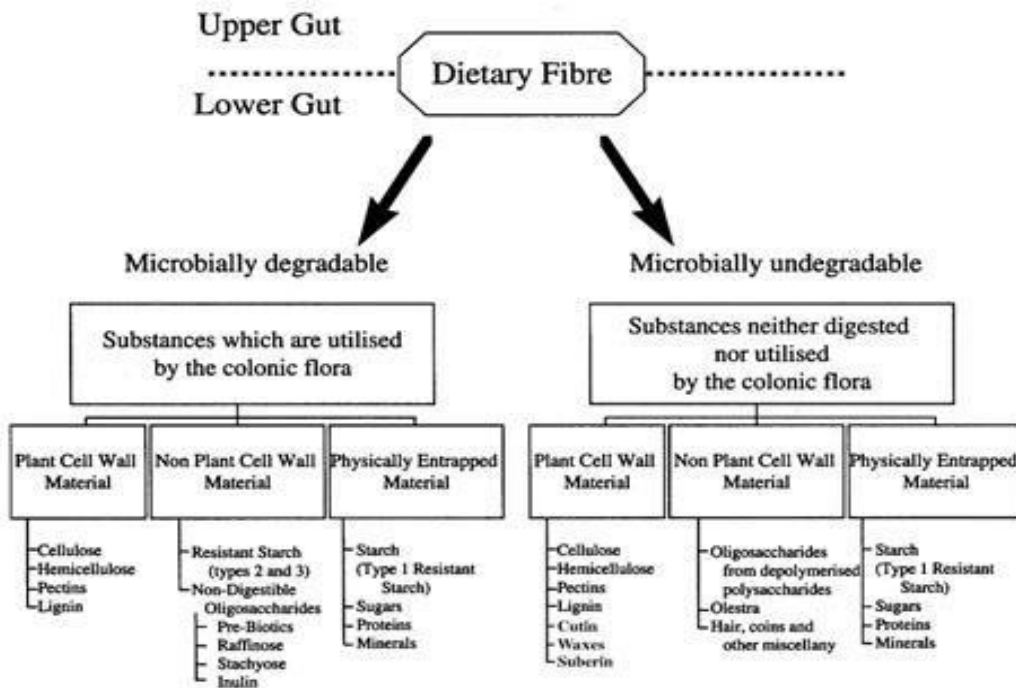 Upper Gut
Dietary Fibre
Lower Gut
Microbially degradable
Microbially undegradable
Substances which are utilised
by the colonic flora
Substances neither digested
nor utilised
by the colonic flora
Plant Cell Wall
Material
Non Plant Cell Wall
Material
Physically Entrapped
Material
Plant Cell Wall
Material
Non Plant Cell Wall
Material
Physically Entrapped
Material
Cellulose
Hemicellulose
Pectins
Lignin
Resistant Starch
(types 2 and 3)
Non-Digestible
Oligosaccharides
Pre-Biotics
Raffinose
Stachyose
Inulin
Starch
(Type 1 Resistant
Starch)
Sugars
Proteins
Minerals
Cellulose
Hemicellulose
Pectins
Lignin
Cutin
Waxes
Suberin
Oligosaccharides
from depolymerised
polysaccharides
Olestra
Hair, coins and
other miscellany
Starch
(Type 1 Resistant
Starch)
Sugars
Proteins
Minerals